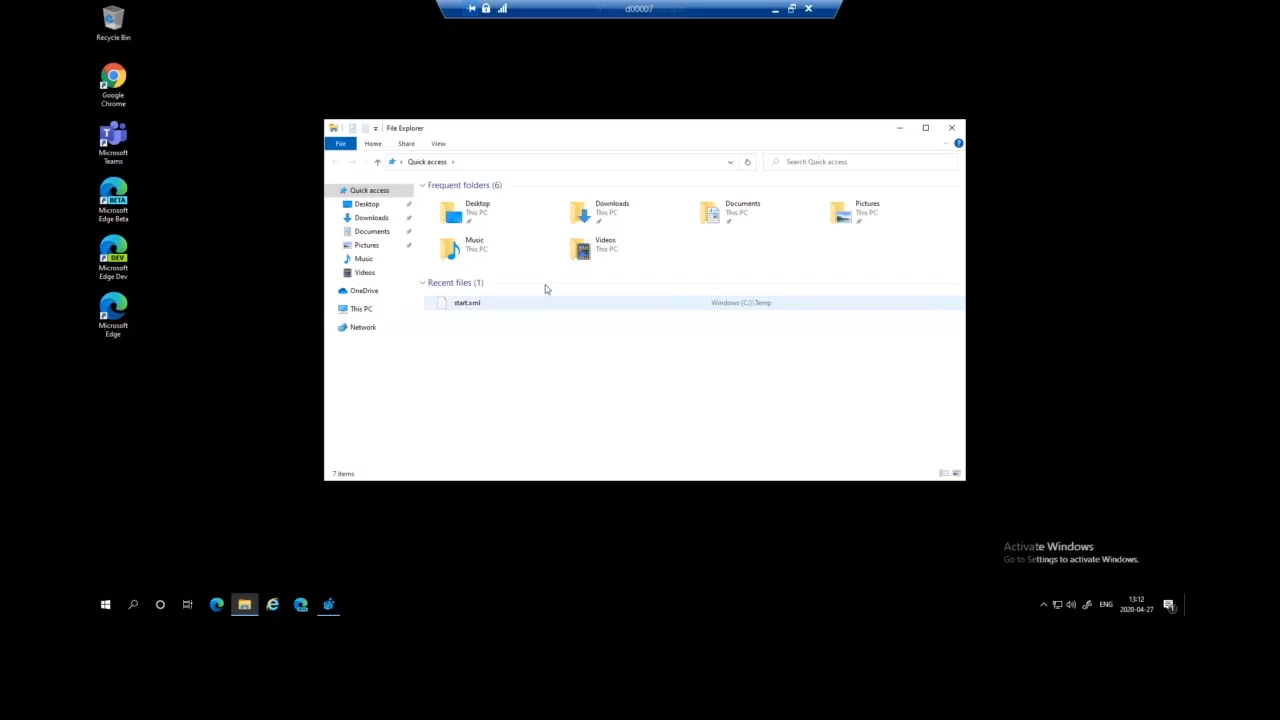 d00007
Recycle Bin
Google
Chrome
Microsoft
Teams
BETA
Microsoft
Edge Beta
DEV
Microsoft
Edge Dev
Microsoft
Edge
File Explorer
File
Home
Share
View
Quick access
Search Quick access
Quick access
Desktop
Downloads
Documents
Pictures
Music
Videos
OneDrive
This PC
Network
Frequent folders (6)
Desktop
This PC
Downloads
This PC
Documents
This PC
Pictures
This PC
Music
This PC
Videos
This PC
Recent files (1)
start.xml
Windows (C:)\Temp
7 items
Activate Windows
Go to Settings to activate Windows.
ENG
13:12
2020-04-27